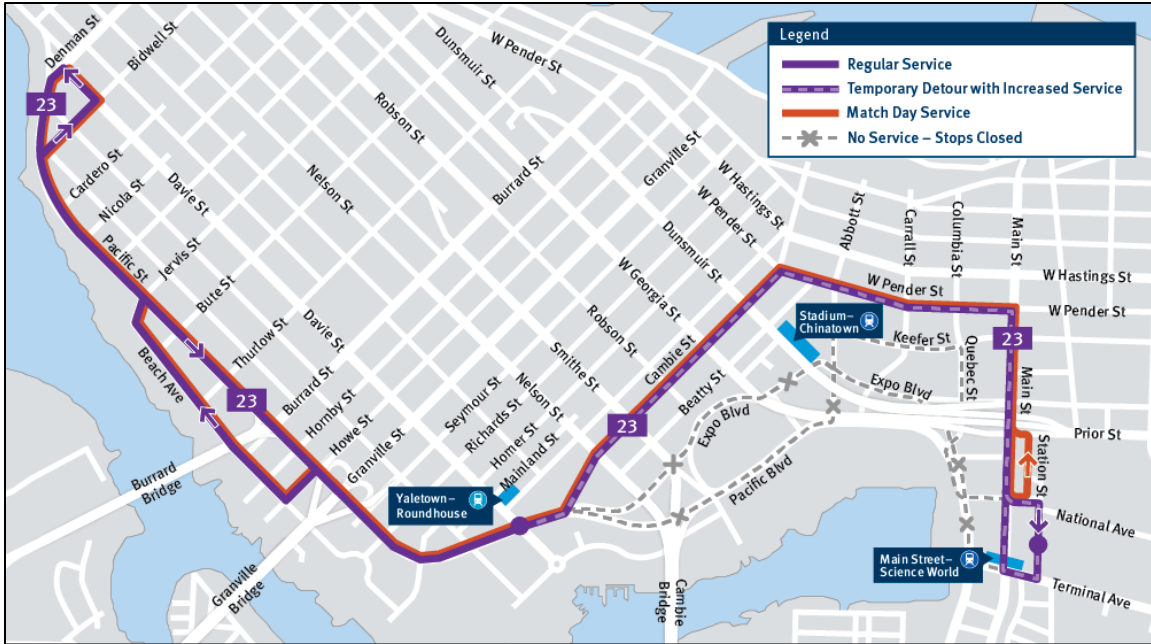 Legend
Regular Service
Temporary Detour with Increased Service
Match Day Service
No Service – Stops Closed
Denman St
Bidwell St
Dunsmuir St
W Pender St
23
Robson St
Cardero St
Nicola St
Davie St
Nelson St
Burrard St
Granville St
W Hastings St
W Pender St
Dunsmuir St
Abbott St
Carrall St
Columbia St
Main St
Pacific St
Jervis St
Bute St
W Georgia St
W Pender St
W Hastings St
W Pender St
Stadium–
Chinatown
Keefer St
Quebec St
23
Davie St
Thurlow St
Robson St
Cambie St
Beach Ave
Smithe St
Expo Blvd
Main St
23
Burrard St
Hornby St
Howe St
Granville St
Seymour St
Richards St
Homer St
Mainland St
Nelson St
23
Beatty St
Expo Blvd
Pacific Blvd
Prior St
Station St
Burrard
Bridge
Yaletown–
Roundhouse
National Ave
Main Street–
Science World
Terminal Ave
Granville
Bridge
Cambie
Bridge